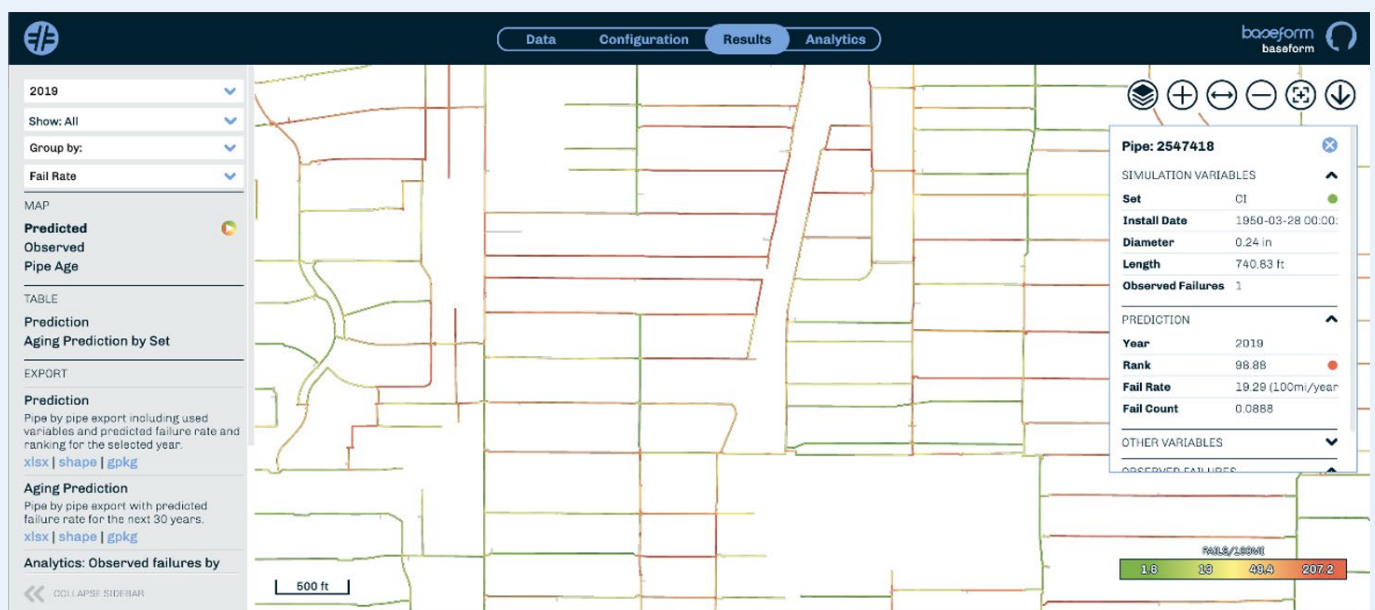 Data Configuration Results Analytics
baseform
baseform
2019
Show: All
Group by:
Fail Rate
MAP
Predicted
Observed
Pipe Age
TABLE
Prediction
Aging Prediction by Set
EXPORT
Prediction
Pipe by pipe export including used
variables and predicted failure rate and
ranking for the selected year.
xlsx | shape | gpkg
Aging Prediction
Pipe by pipe export with predicted
failure rate for the next 30 years.
xlsx | shape | gpkg
Analytics: Observed failures by
COLLAPSE SIDEBAR
500 ft
Pipe: 2547418
SIMULATION VARIABLES
Set CI
Install Date 1950-03-28 00:00:
Diameter 0.24 in
Length 740.83 ft
Observed Failures 1
PREDICTION
Year 2019
Rank 98.88
Fail Rate 19.29 (100mi/year
Fail Count 0.0888
OTHER VARIABLES
OBSERVED FAILURES
FAILS/100MI
1.8 13 49.4 207.2